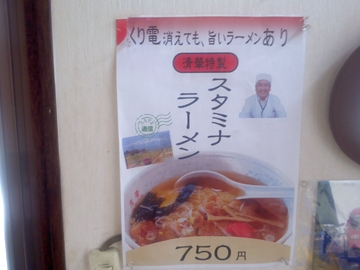 くり電 消えても、旨いラーメンあり
清華特製
スタミナ
ラーメン
750円